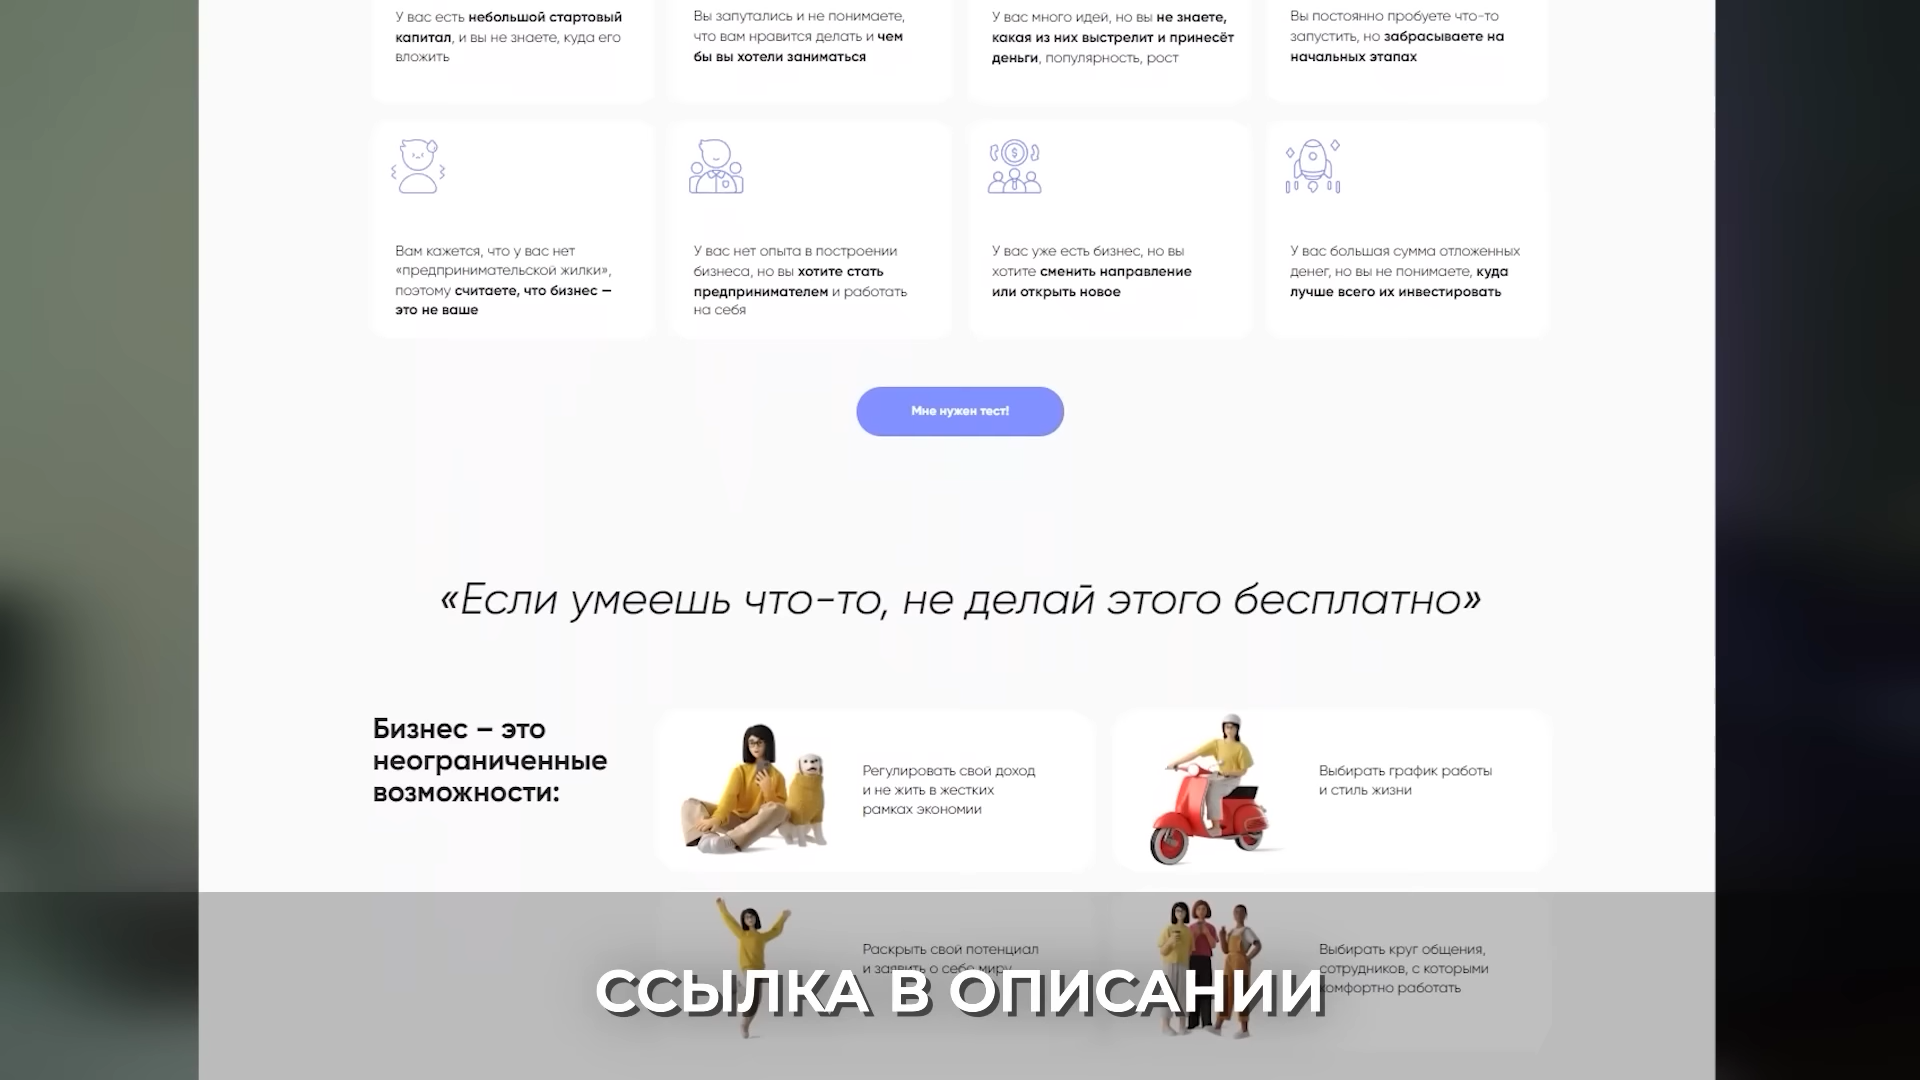 У вас есть небольшой стартовый
капитал, и вы не знаете, куда его
вложить
Вы запутались и не понимаете,
что вам нравится делать и чем
бы вы хотели заниматься
У вас много идей, но вы не знаете,
какая из них выстрелит и принесёт
деньги, популярность, рост
Вы постоянно пробуете что-то
запустить, но забрасываете на
начальных этапах
Вам кажется, что у вас нет
«предпринимательской жилки»,
поэтому считаете, что бизнес —
это не ваше
У вас нет опыта в построении
бизнеса, но вы хотите стать
предпринимателем и работать
на себя
У вас уже есть бизнес, но вы
хотите сменить направление
или открыть новое
У вас большая сумма отложенных
денег, но вы не понимаете, куда
лучше всего их инвестировать
Мне нужен тест!
«Если умеешь что-то, не делай этого бесплатно»
Бизнес – это
неограниченные
возможности:
Регулировать свой доход
и не жить в жестких
рамках экономии
Выбирать график работы
и стиль жизни
Раскрыть свой потенциал
и заявить о себе миру
Выбирать круг общения,
сотрудников, с которыми
комфортно работать
ССЫЛКА В ОПИСАНИИ